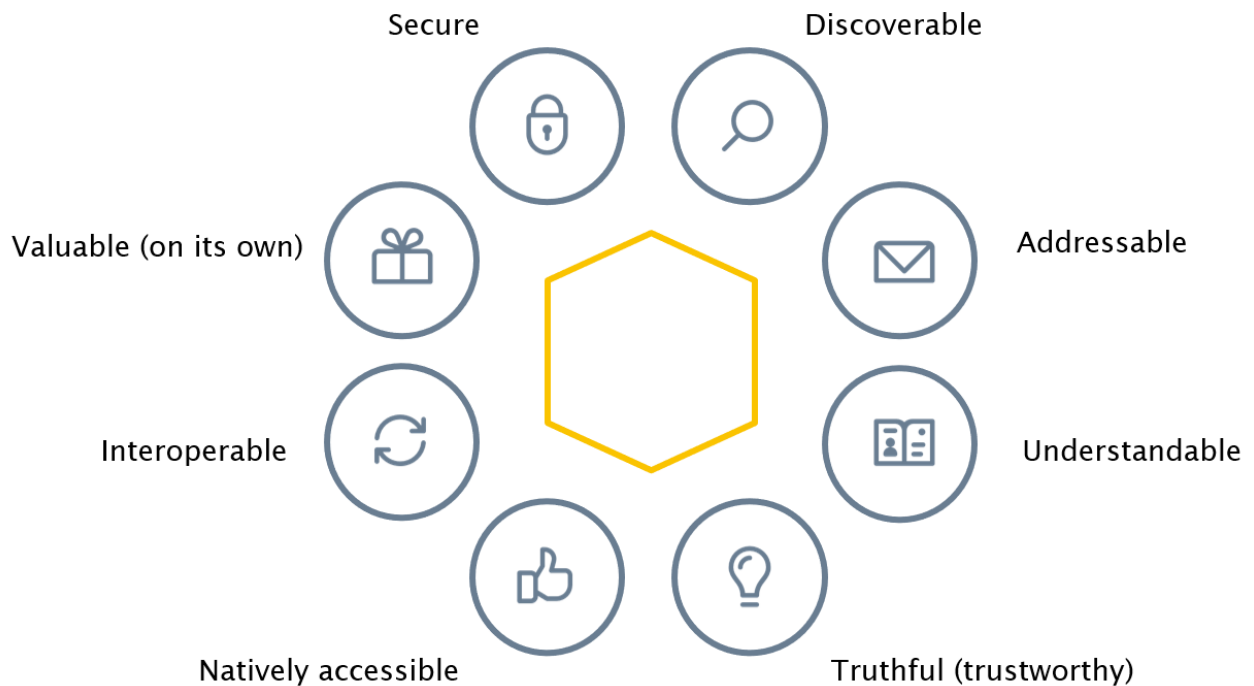 Secure
Discoverable
Valuable (on its own)
Addressable
Interoperable
Understandable
Natively accessible
Truthful (trustworthy)